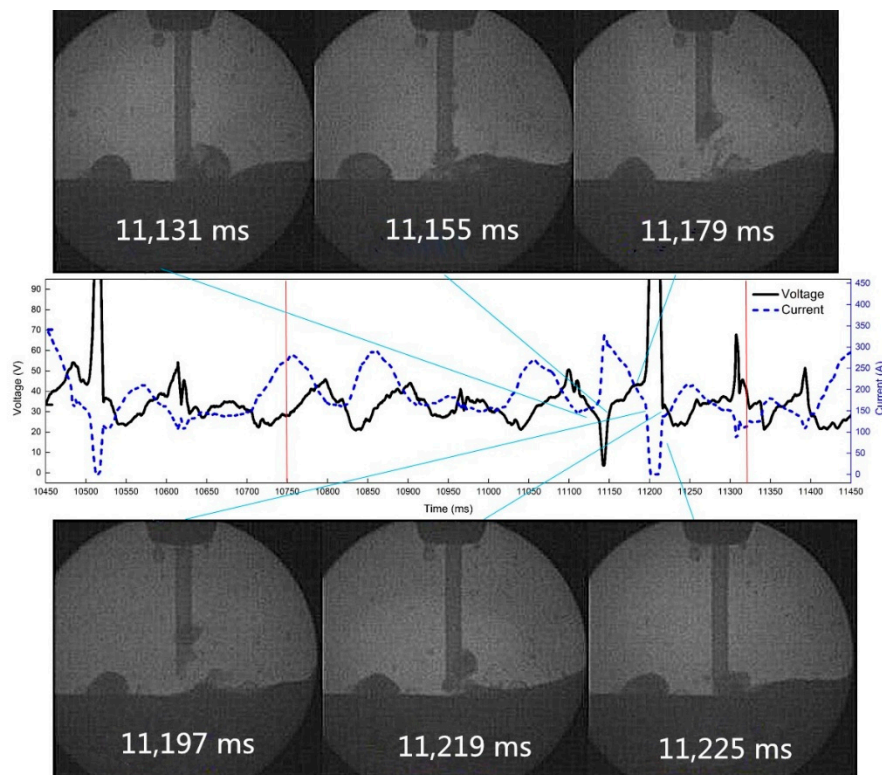 11,131 ms
11,155 ms
11,179 ms
Voltage (V)
90
80
70
60
50
40
30
20
10
0
Voltage
Current
450
400
350
300
250
200
150
100
50
0
Current (A)
10450 10500 10550 10600 10650 10700 10750 10800 10850 10900 10950 11000 11050 11100 11150 11200 11250 11300 11350 11400 11450
Time (ms)
11,197 ms
11,219 ms
11,225 ms